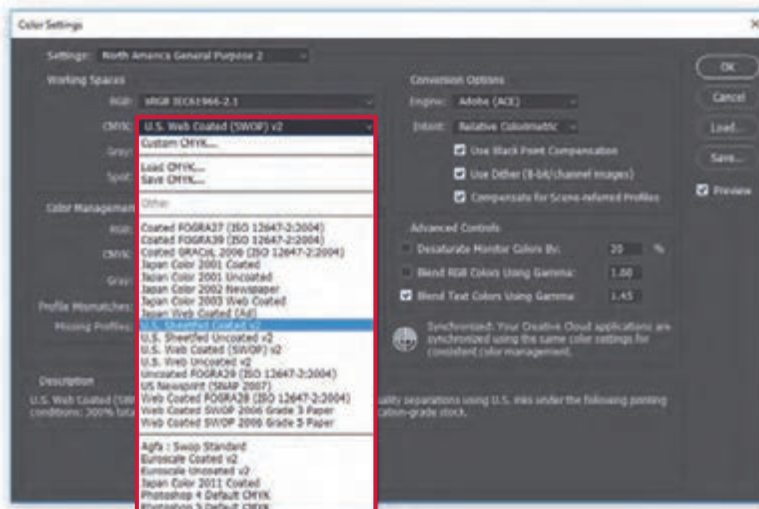 Color Settings
Settings: North America General Purpose 2
Working Spaces
RGB: sRGB IEC61966-2.1
CMYK: U.S. Web Coated (SWOP) v2
Gray:
Spot:
Custom CMYK...
Load CMYK...
Save CMYK...
Other
Coated FOGRA27 (ISO 12647-2:2004)
Coated FOGRA39 (ISO 12647-2:2004)
Coated GRACoL 2006 (ISO 12647-2:2004)
Japan Color 2001 Coated
Japan Color 2001 Uncoated
Japan Color 2002 Newspaper
Japan Color 2003 Web Coated
Japan Web Coated (Ad)
U.S. Sheetfed Coated v2
U.S. Sheetfed Uncoated v2
U.S. Web Coated (SWOP) v2
U.S. Web Uncoated v2
Uncoated FOGRA29 (ISO 12647-2:2004)
US Newsprint (SNAP 2007)
Web Coated FOGRA28 (ISO 12647-2:2004)
Web Coated SWOP 2006 Grade 3 Paper
Web Coated SWOP 2006 Grade 5 Paper
Agfa : Swop Standard
Euroscale Coated v2
Euroscale Uncoated v2
Japan Color 2011 Coated
Photoshop 4 Default CMYK
Photoshop 5 Default CMYK
Color Management
RGB:
CMYK:
Gray:
Profile Mismatches:
Missing Profiles:
Conversion Options
Engine: Adobe (ACE)
Intent: Relative Colorimetric
Use Black Point Compensation
Use Dither (8-bit/channel images)
Compensate for Scene-referred Profiles
Advanced Controls
Desaturate Monitor Colors By: 20 %
Blend RGB Colors Using Gamma: 1.00
Blend Text Colors Using Gamma: 1.45
Synchronized: Your Creative Cloud applications are
synchronized using the same color settings for
consistent color management.
OK
Cancel
Load...
Save...
Preview
Description
U.S. Web Coated (SW ality separations using U.S. inks under the following printing
conditions: 300% tota cation-grade stock.